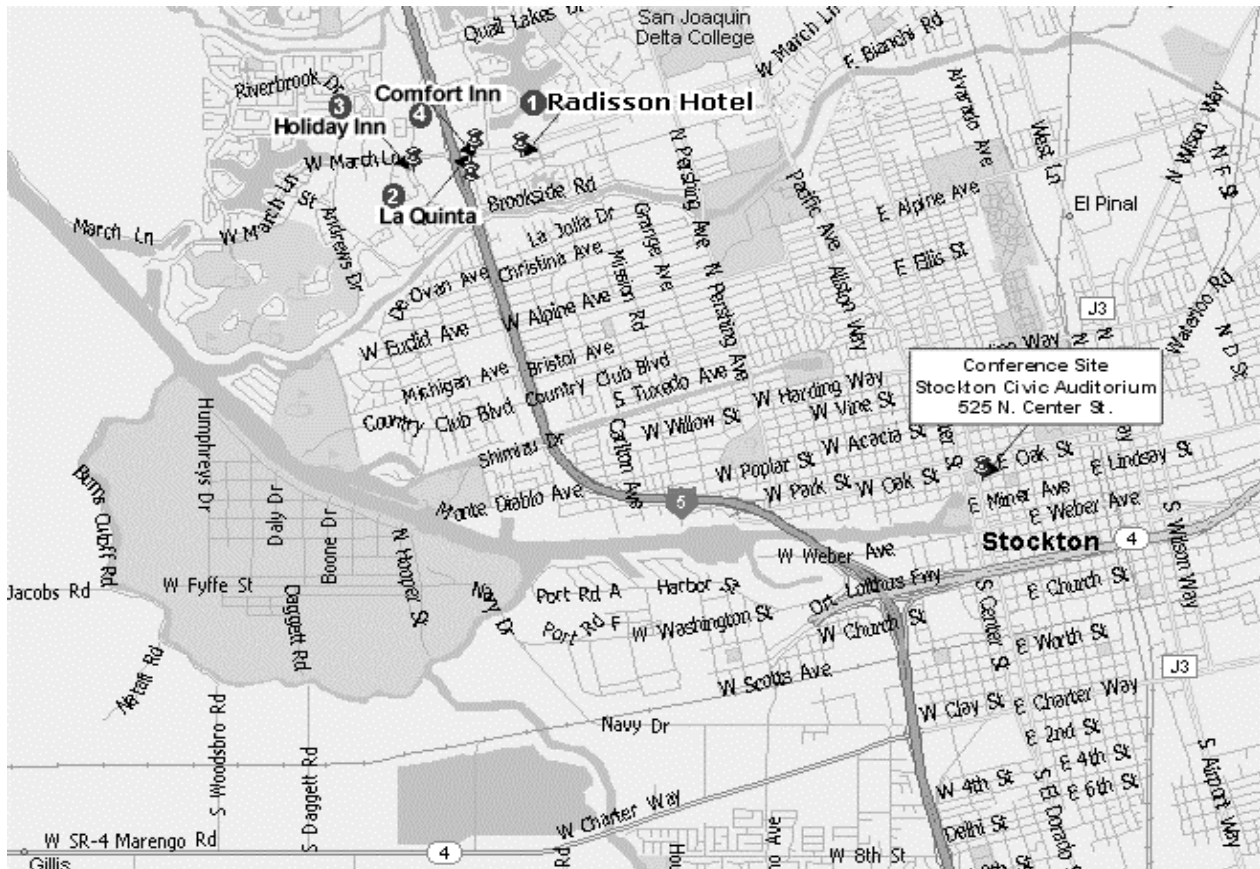 Quail Lakes Dr
San Joaquin
Delta College
W March Ln
E Bianchi Rd
Riverbrook Dr
3
Comfort Inn
4
1
Radisson Hotel
Holiday Inn
W March Ln
2
La Quinta
Brookside Rd
N Pershing Ave
Pacific Ave
Alvarado Ave
West Ln
N Wilson Way
N F St
El Pinal
E Alpine Ave
E Ellis St
March Ln
W March Ln
St Andrews Dr
La Jolla Dr
Grange Ave
Mission Rd
De Ovan Ave
Christina Ave
N Pershing Ave
Alliston Way
W Euclid Ave
W Alpine Ave
J3
Waterloo Rd
N D St
Michigan Ave
Bristol Ave
Country Club Blvd
Country Club Blvd
S Tuxedo Ave
W Harding Way
W Vine St
Conference Site
Stockton Civic Auditorium
525 N. Center St.
Humphreys Dr
Shimizu Dr
Carlton Ave
W Willow St
W Acacia St
W Poplar St
W Park St
W Oak St
E Oak St
E Lindsay St
E Miner Ave
E Weber Ave
Burns Cutoff Rd
Daly Dr
Boone Dr
Monte Diablo Ave
5
N Hooper St
W Weber Ave
Stockton
4
S Wilson Way
Jacobs Rd
W Fyffe St
Daggett Rd
Navy Dr
Port Rd A
Harbor St
Port Rd F
W Washington St
Ort Lofthus Fwy
W Church St
S Center St
E Church St
E Worth St
J3
Neugebauer
W Scotts Ave
W Clay St
E Charter Way
Navy Dr
S Woodsbro Rd
S Daggett Rd
E 2nd St
E 4th St
E 6th St
W 4th St
S El Dorado
S Airport Way
Delhi St
W Charter Way
W SR-4 Marengo Rd
4
W 8th St
Gillis